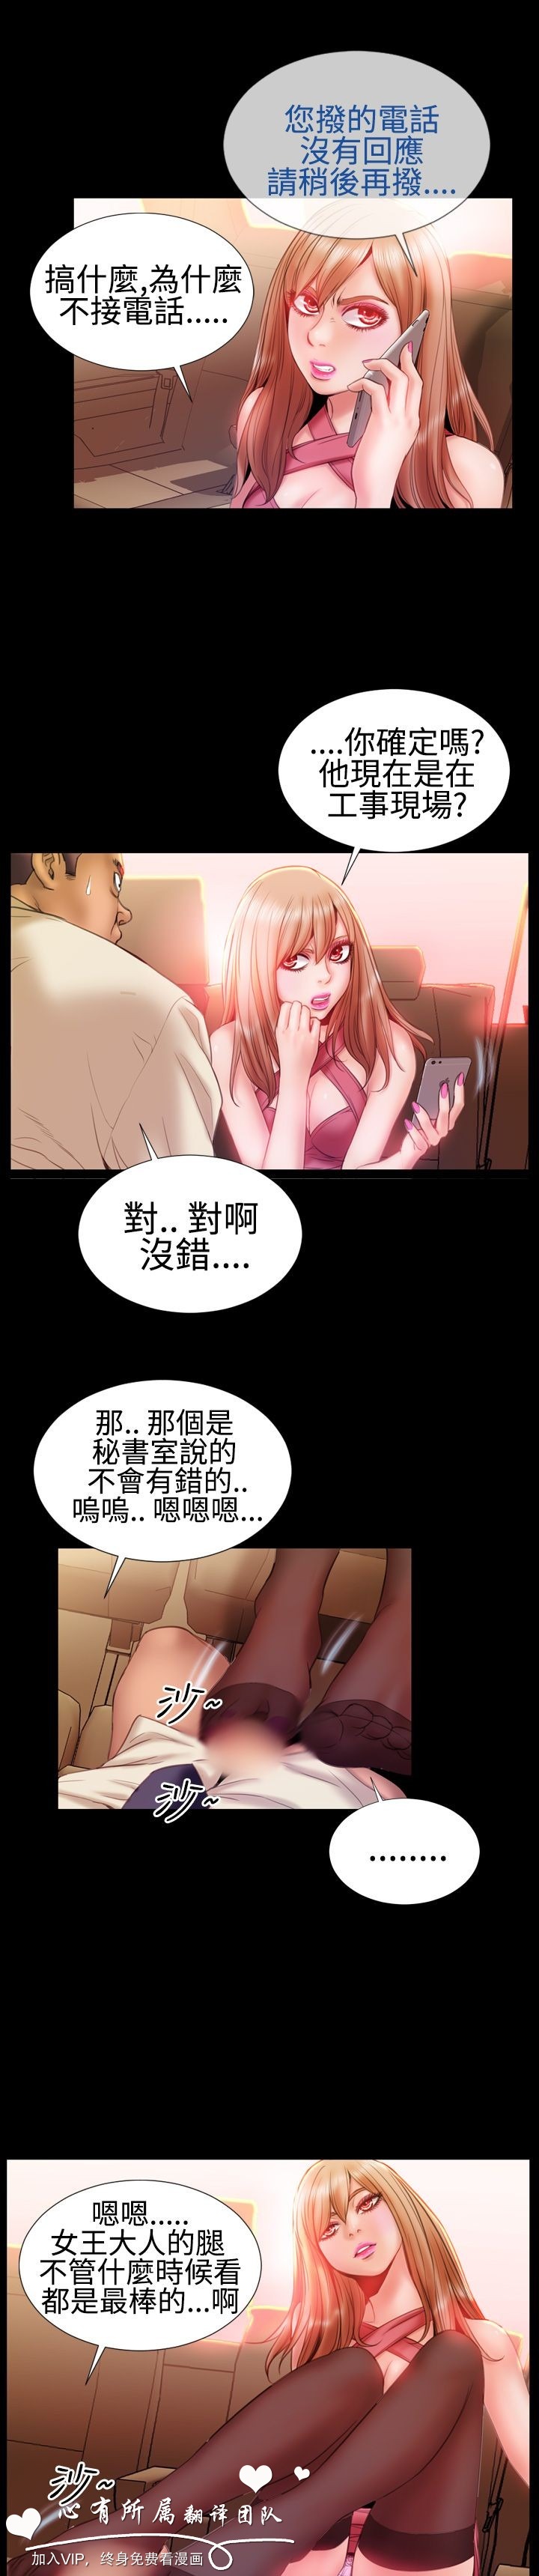 您撥的電話
沒有回應
請稍後再撥....
搞什麼,為什麼
不接電話.....
....你確定嗎?
他現在是在
工事現場?
對.. 對啊
沒錯....
那.. 那個是
秘書室說的
不會有錯的..
嗚嗚.. 嗯嗯嗯...
沙~
沙~
........
嗯嗯.....
女王大人的腿
不管什麼時候看
都是最棒的...啊
沙~
心有所属翻译团队
加入VIP，终身免费看漫画